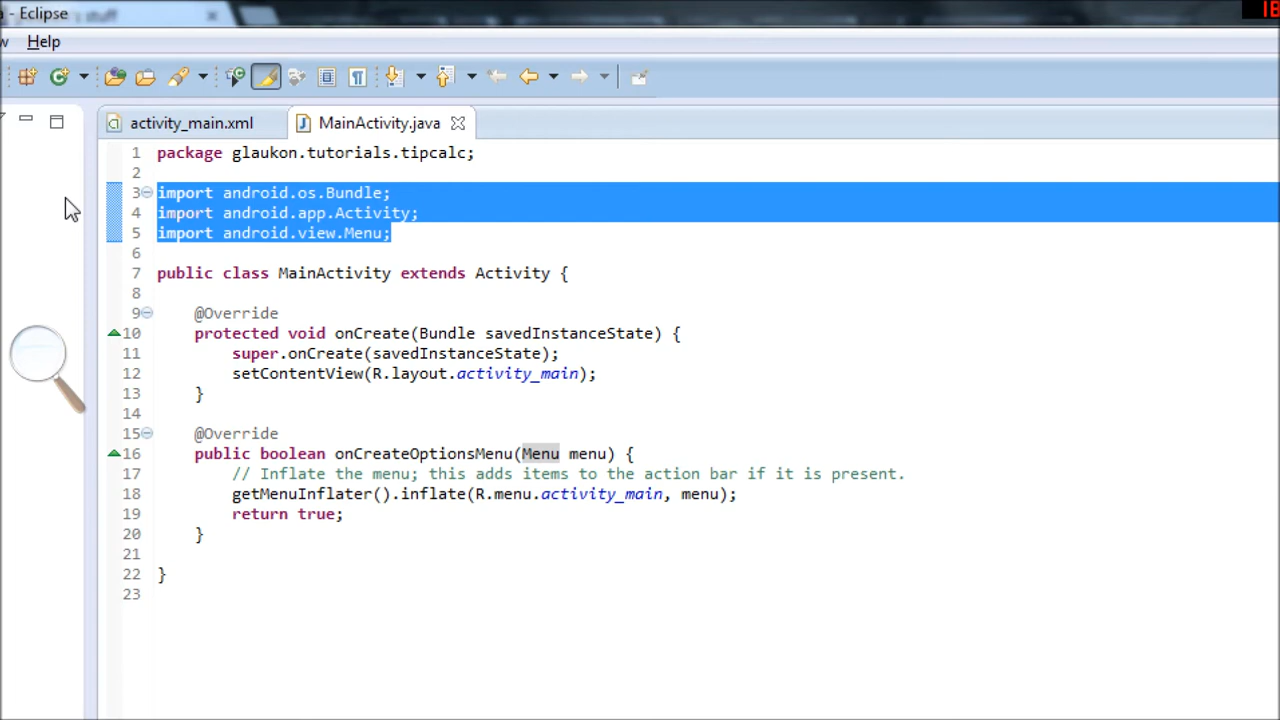 a - Eclipse
w Help
activity_main.xml MainActivity.java
1 package glaukon.tutorials.tipcalc;
2
3 import android.os.Bundle;
4 import android.app.Activity;
5 import android.view.Menu;
6
7 public class MainActivity extends Activity {
8
9 @Override
10 protected void onCreate(Bundle savedInstanceState) {
11 super.onCreate(savedInstanceState);
12 setContentView(R.layout.activity_main);
13 }
14
15 @Override
16 public boolean onCreateOptionsMenu(Menu menu) {
17 // Inflate the menu; this adds items to the action bar if it is present.
18 getMenuInflater().inflate(R.menu.activity_main, menu);
19 return true;
20 }
21
22 }
23